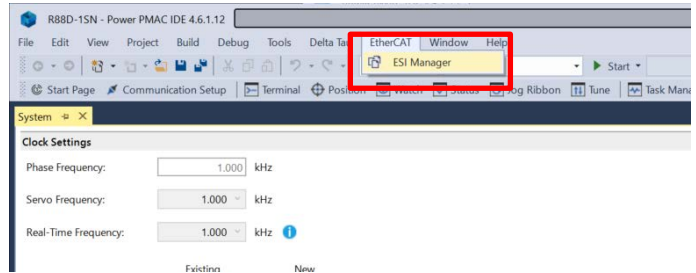 R88D-1SN - Power PMAC IDE 4.6.1.12
File Edit View Project Build Debug Tools Delta Tau EtherCAT Window Help
ESI Manager
Start
Start Page Communication Setup Terminal Position Watch Status Jog Ribbon Tune Task Mana
System
Clock Settings
Phase Frequency: 1.000 kHz
Servo Frequency: 1.000 kHz
Real-Time Frequency: 1.000 kHz
Existing New